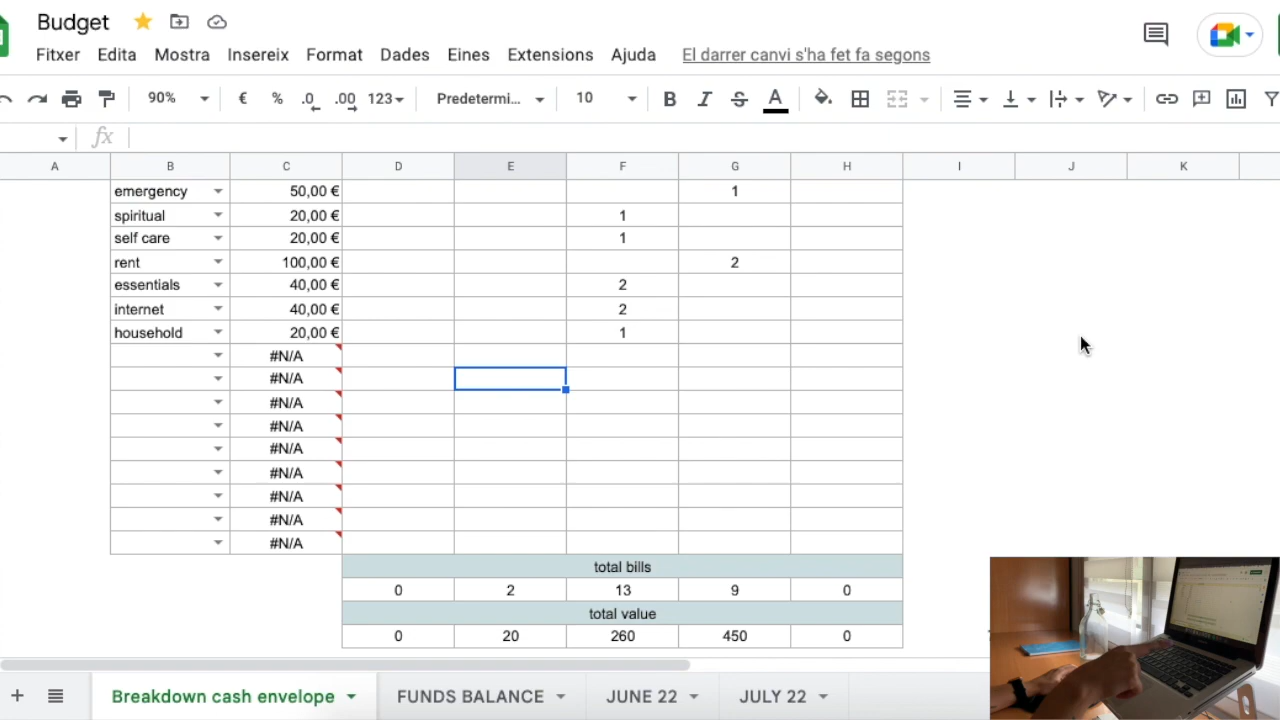 Budget
Fitxer Edita Mostra Insereix Format Dades Eines Extensions Ajuda El darrer canvi s'ha fet fa segons
90% € % .0 .00 123 Predetermi... 10 B I S A
fx
A B C D E F G H I J K
emergency 50,00 € 1
spiritual 20,00 € 1
self care 20,00 € 1
rent 100,00 € 2
essentials 40,00 € 2
internet 40,00 € 2
household 20,00 € 1
#N/A
#N/A
#N/A
#N/A
#N/A
#N/A
#N/A
#N/A
#N/A
total bills
0 2 13 9 0
total value
0 20 260 450 0
Breakdown cash envelope FUNDS BALANCE JUNE 22 JULY 22